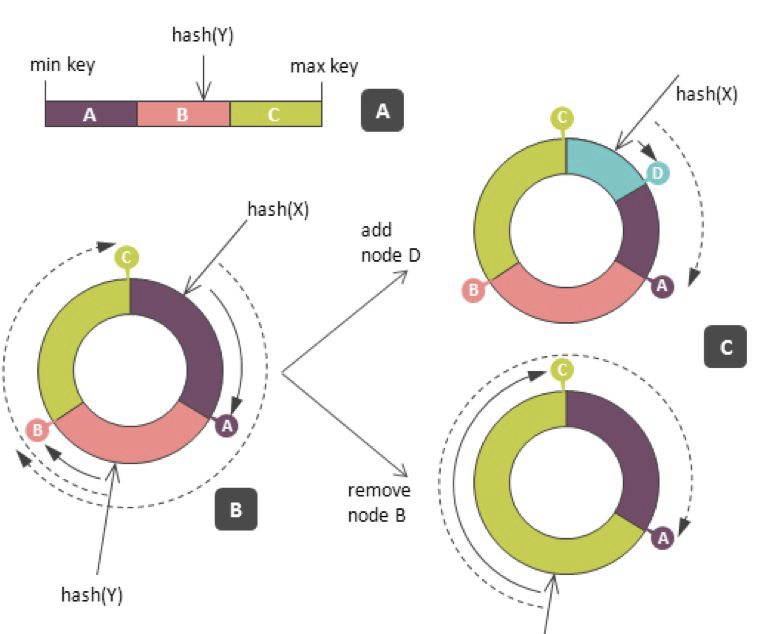 hash(Y)
min key
max key
A
B
C
A
hash(X)
C
D
A
B
add
node D
hash(X)
C
A
B
B
hash(Y)
C
C
A
remove
node B